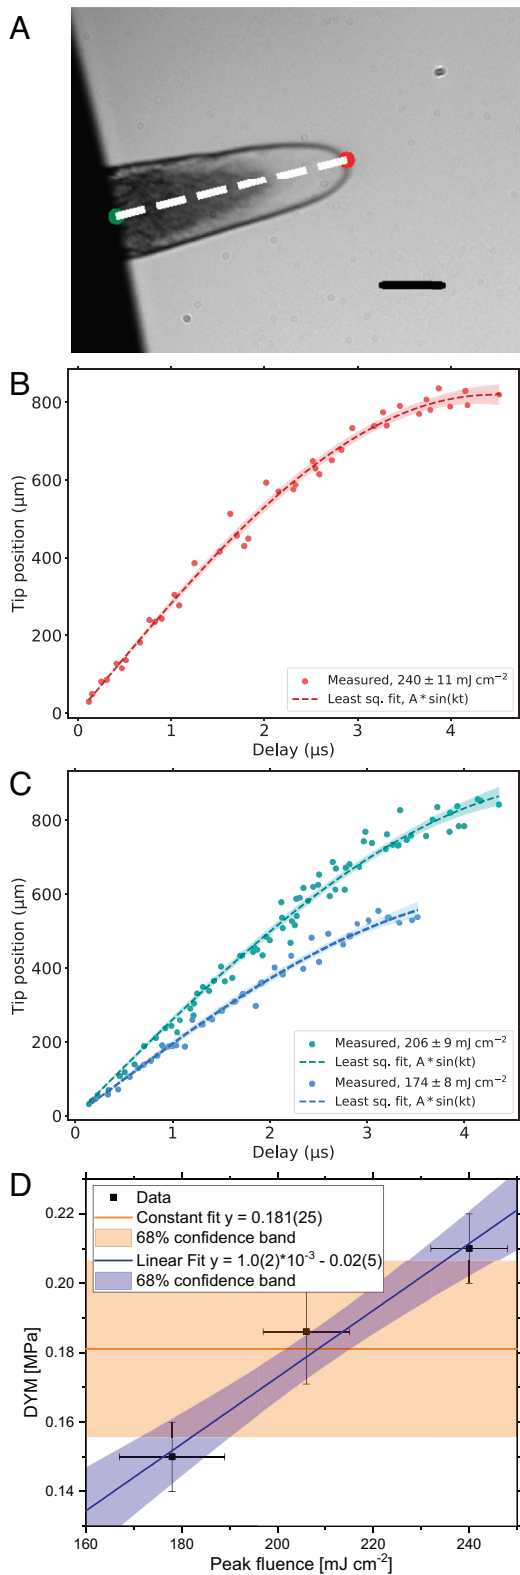 A
B
800
600
400
200
0
Tip position (μm)
Measured, 240 ± 11 mJ cm⁻²
Least sq. fit, A * sin(kt)
0 1 2 3 4
Delay (μs)
C
800
600
400
200
0
Tip position (μm)
Measured, 206 ± 9 mJ cm⁻²
Least sq. fit, A * sin(kt)
Measured, 174 ± 8 mJ cm⁻²
Least sq. fit, A * sin(kt)
0 1 2 3 4
Delay (μs)
D
Data
Constant fit y = 0.181(25)
68% confidence band
Linear Fit y = 1.0(2)*10⁻³ - 0.02(5)
68% confidence band
0.22
0.20
0.18
0.16
0.14
DYM [MPa]
160 180 200 220 240
Peak fluence [mJ cm⁻²]